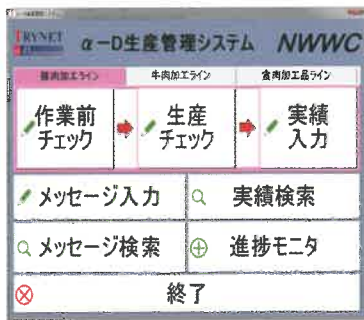 TRYNET
α-D生産管理システム NWWC
豚肉加工ライン 牛肉加工ライン 食肉加工品ライン
作業前
チェック
生産
チェック
実績
入力
メッセージ入力
実績検索
メッセージ検索
進捗モニタ
終了